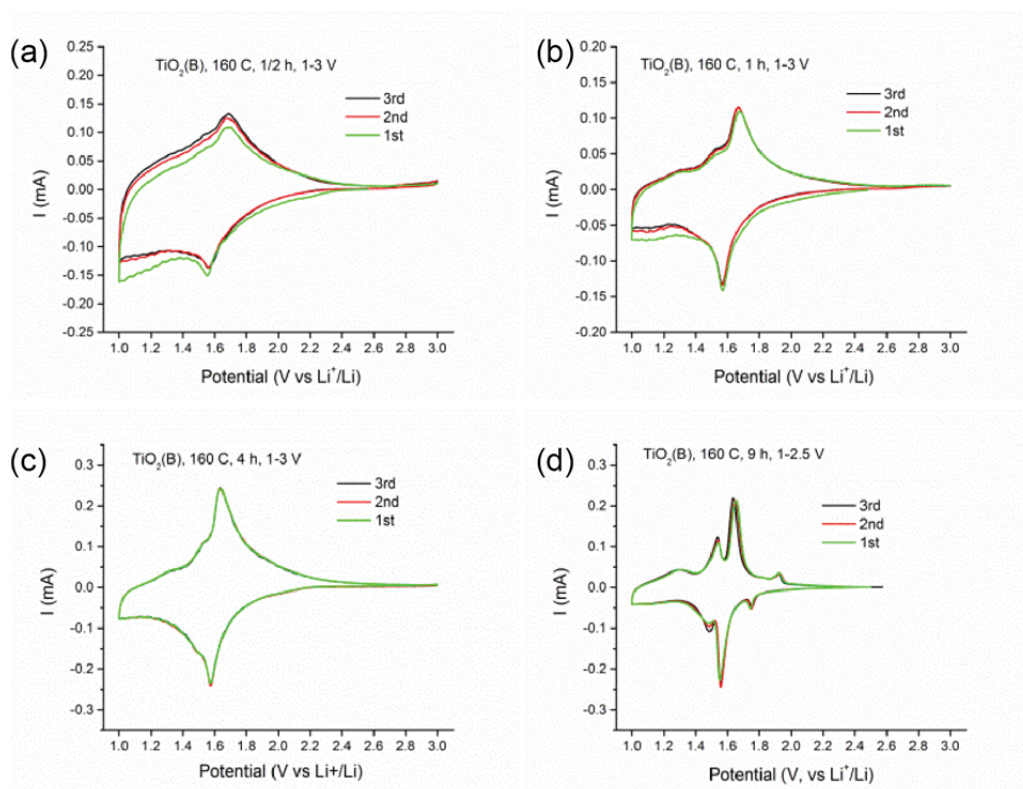 (a)
TiO2(B), 160 C, 1/2 h, 1-3 V
3rd
2nd
1st
I (mA)
0.25
0.20
0.15
0.10
0.05
0.00
-0.05
-0.10
-0.15
-0.20
-0.25
1.0 1.2 1.4 1.6 1.8 2.0 2.2 2.4 2.6 2.8 3.0
Potential (V vs Li+/Li)
(b)
TiO2(B), 160 C, 1 h, 1-3 V
3rd
2nd
1st
I (mA)
0.20
0.15
0.10
0.05
0.00
-0.05
-0.10
-0.15
-0.20
1.0 1.2 1.4 1.6 1.8 2.0 2.2 2.4 2.6 2.8 3.0
Potential (V vs Li+/Li)
(c)
TiO2(B), 160 C, 4 h, 1-3 V
3rd
2nd
1st
I (mA)
0.3
0.2
0.1
0.0
-0.1
-0.2
-0.3
1.0 1.2 1.4 1.6 1.8 2.0 2.2 2.4 2.6 2.8 3.0
Potential (V vs Li+/Li)
(d)
TiO2(B), 160 C, 9 h, 1-2.5 V
3rd
2nd
1st
I (mA)
0.3
0.2
0.1
0.0
-0.1
-0.2
-0.3
1.0 1.2 1.4 1.6 1.8 2.0 2.2 2.4 2.6 2.8 3.0
Potential (V, vs Li+/Li)